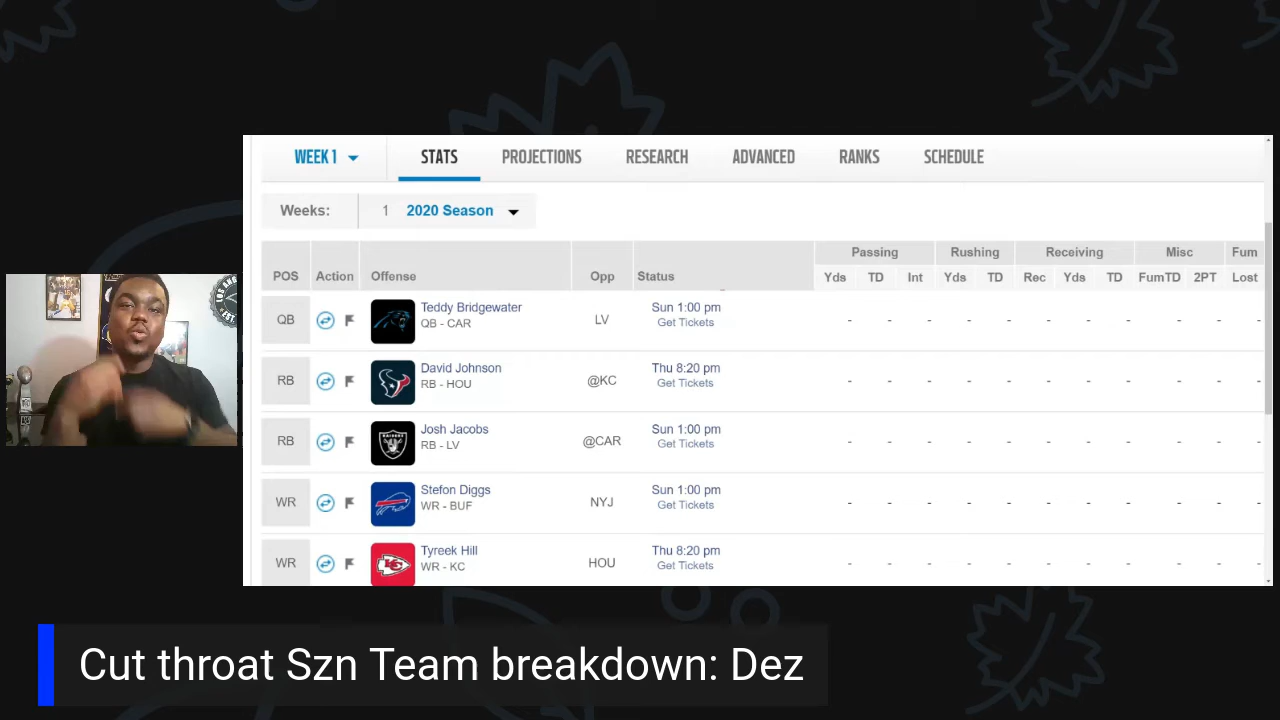 WEEK 1 STATS PROJECTIONS RESEARCH ADVANCED RANKS SCHEDULE
Weeks: 1 2020 Season
Passing Rushing Receiving Misc Fum
POS Action Offense Opp Status Yds TD Int Yds TD Rec Yds TD FumTD 2PT Lost
QB Teddy Bridgewater LV Sun 1:00 pm - - - - - - - - - - -
QB - CAR Get Tickets
RB David Johnson @KC Thu 8:20 pm - - - - - - - - - - -
RB - HOU Get Tickets
RB Josh Jacobs @CAR Sun 1:00 pm - - - - - - - - - - -
RB - LV Get Tickets
WR Stefon Diggs NYJ Sun 1:00 pm - - - - - - - - - - -
WR - BUF Get Tickets
WR Tyreek Hill HOU Thu 8:20 pm - - - - - - - - - - -
WR - KC Get Tickets
Cut throat Szn Team breakdown: Dez